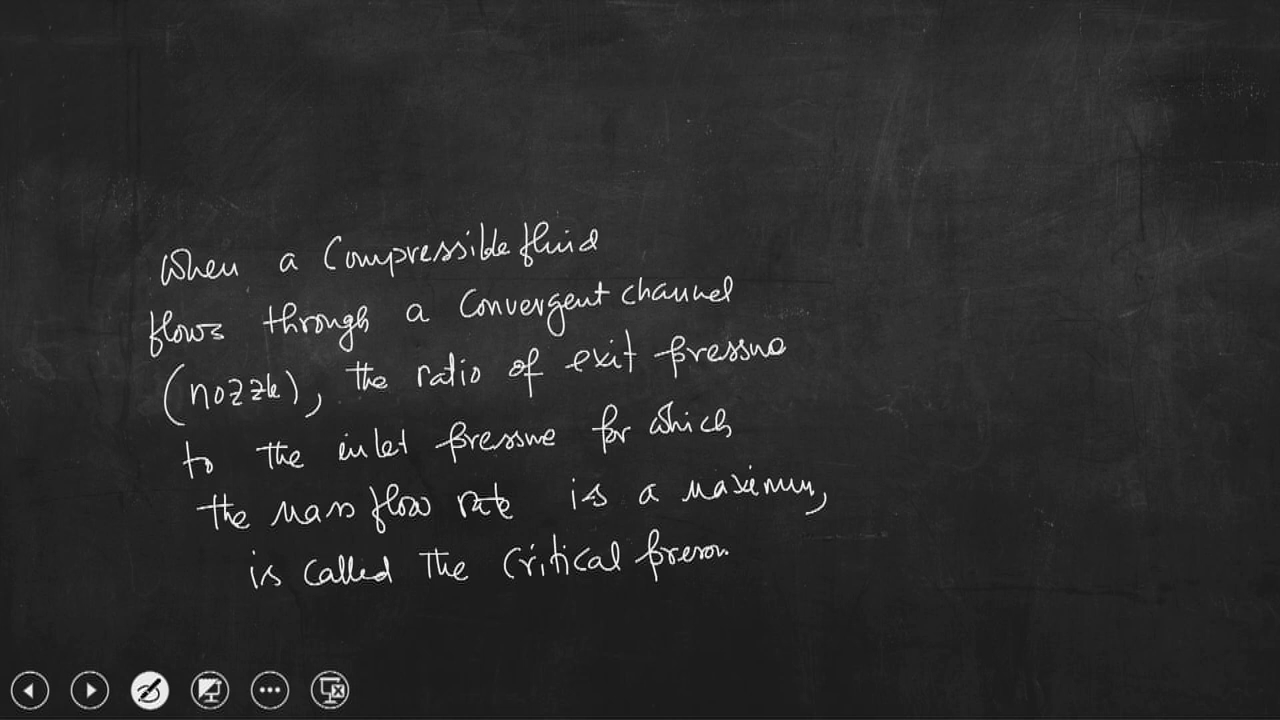 When a Compressible fluid
flows through a Convergent channel
(nozzle), the ratio of exit pressure
to the inlet pressure for which
the mass flow rate is a maximum,
is called the Critical